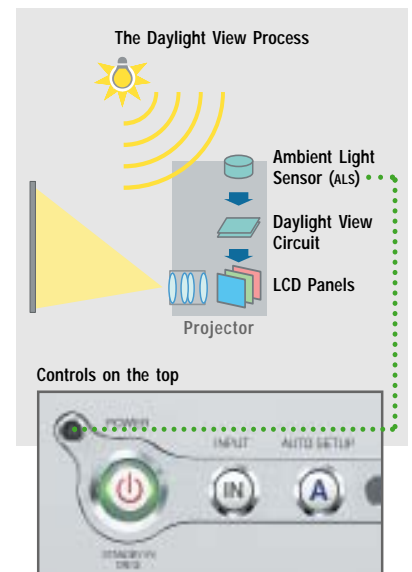 The Daylight View Process
Ambient Light
Sensor (ALS)
Daylight View
Circuit
LCD Panels
Projector
Controls on the top
POWER
INPUT
AUTO SETUP
IN
A